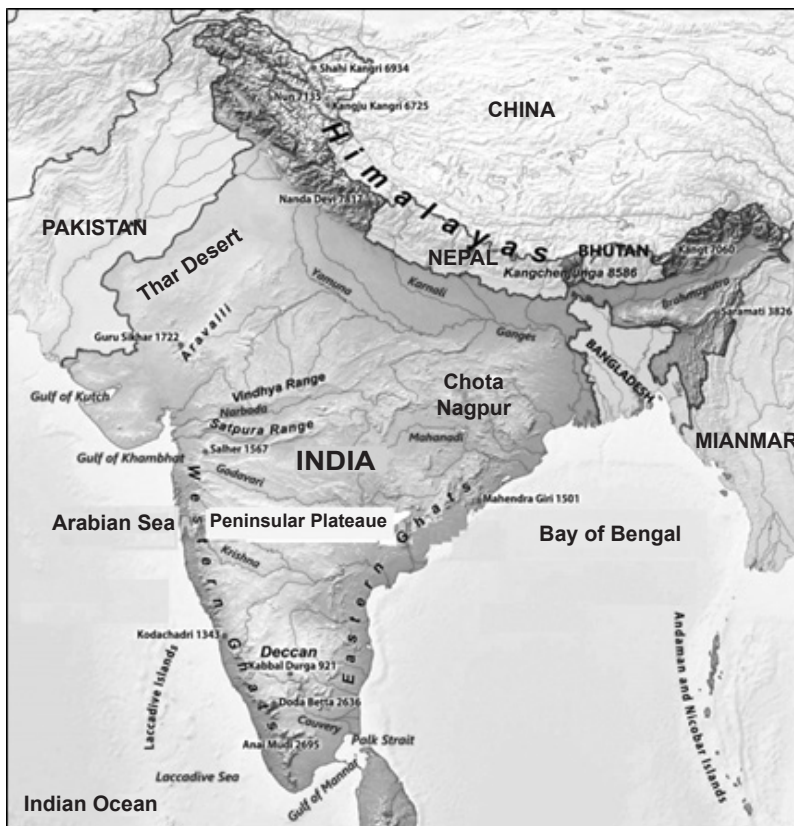 Shahi Kangri 6934
Nun 7135
Kangju Kangri 6725
CHINA
Himalayas
Nanda Devi 7817
PAKISTAN
NEPAL
BHUTAN
Kangt 7060
Kangchenjunga 8586
Thar Desert
Yamuna
Karnali
Brahmaputra
Saramati 3826
Guru Sikhar 1722
Aravalli
Ganges
BANGLADESH
Vindhya Range
Chota
Nagpur
Gulf of Kutch
Narbada
Satpura Range
Mahanadi
MIANMAR
Gulf of Khambhat
Salher 1567
INDIA
Godavari
Western Ghats
Mahendra Giri 1501
Arabian Sea
Peninsular Plateaue
Eastern Ghats
Bay of Bengal
Krishna
Kodachadri 1343
Deccan
Kabbal Durga 921
Laccadive Islands
Andaman and Nicobar Islands
Doda Betta 2636
Cauvery
Anai Mudi 2695
Palk Strait
Laccadive Sea
Gulf of Mannar
Indian Ocean